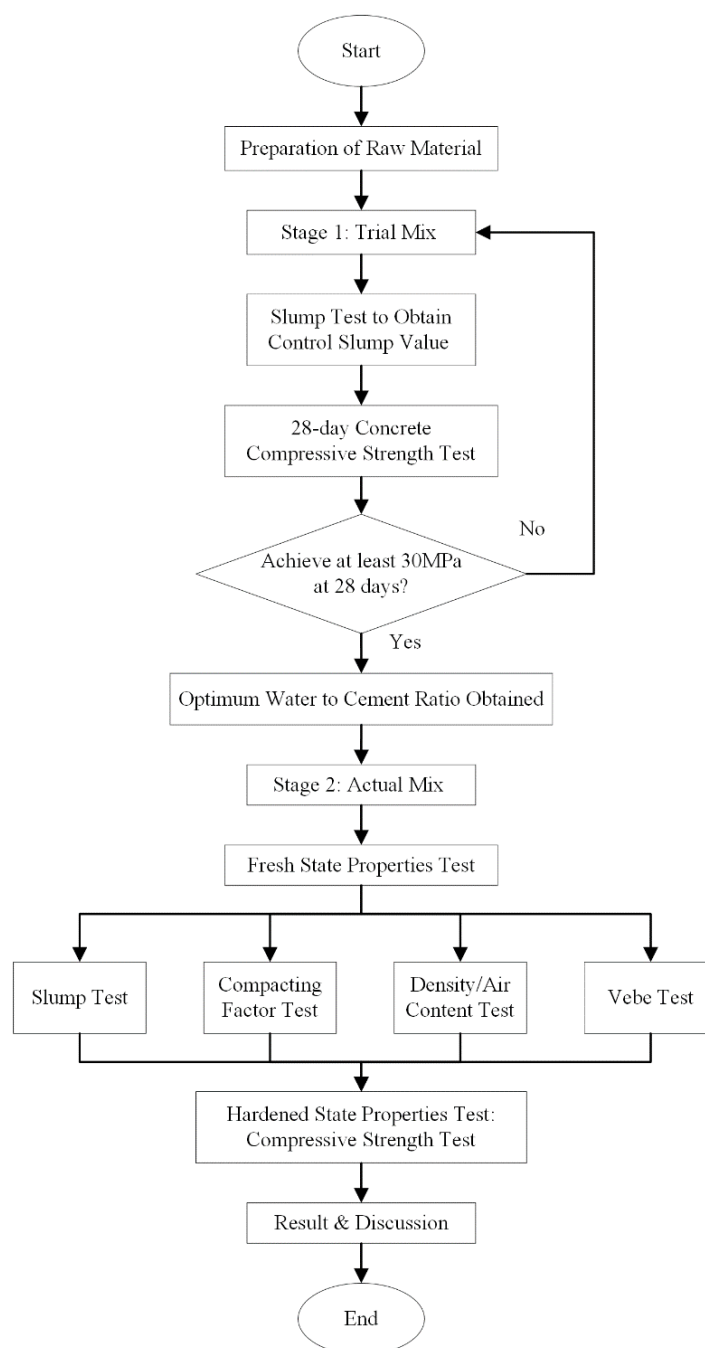 Start
Preparation of Raw Material
Stage 1: Trial Mix
Slump Test to Obtain
Control Slump Value
28-day Concrete
Compressive Strength Test
No
Achieve at least 30MPa
at 28 days?
Yes
Optimum Water to Cement Ratio Obtained
Stage 2: Actual Mix
Fresh State Properties Test
Slump Test
Compacting
Factor Test
Density/Air
Content Test
Vebe Test
Hardened State Properties Test:
Compressive Strength Test
Result & Discussion
End